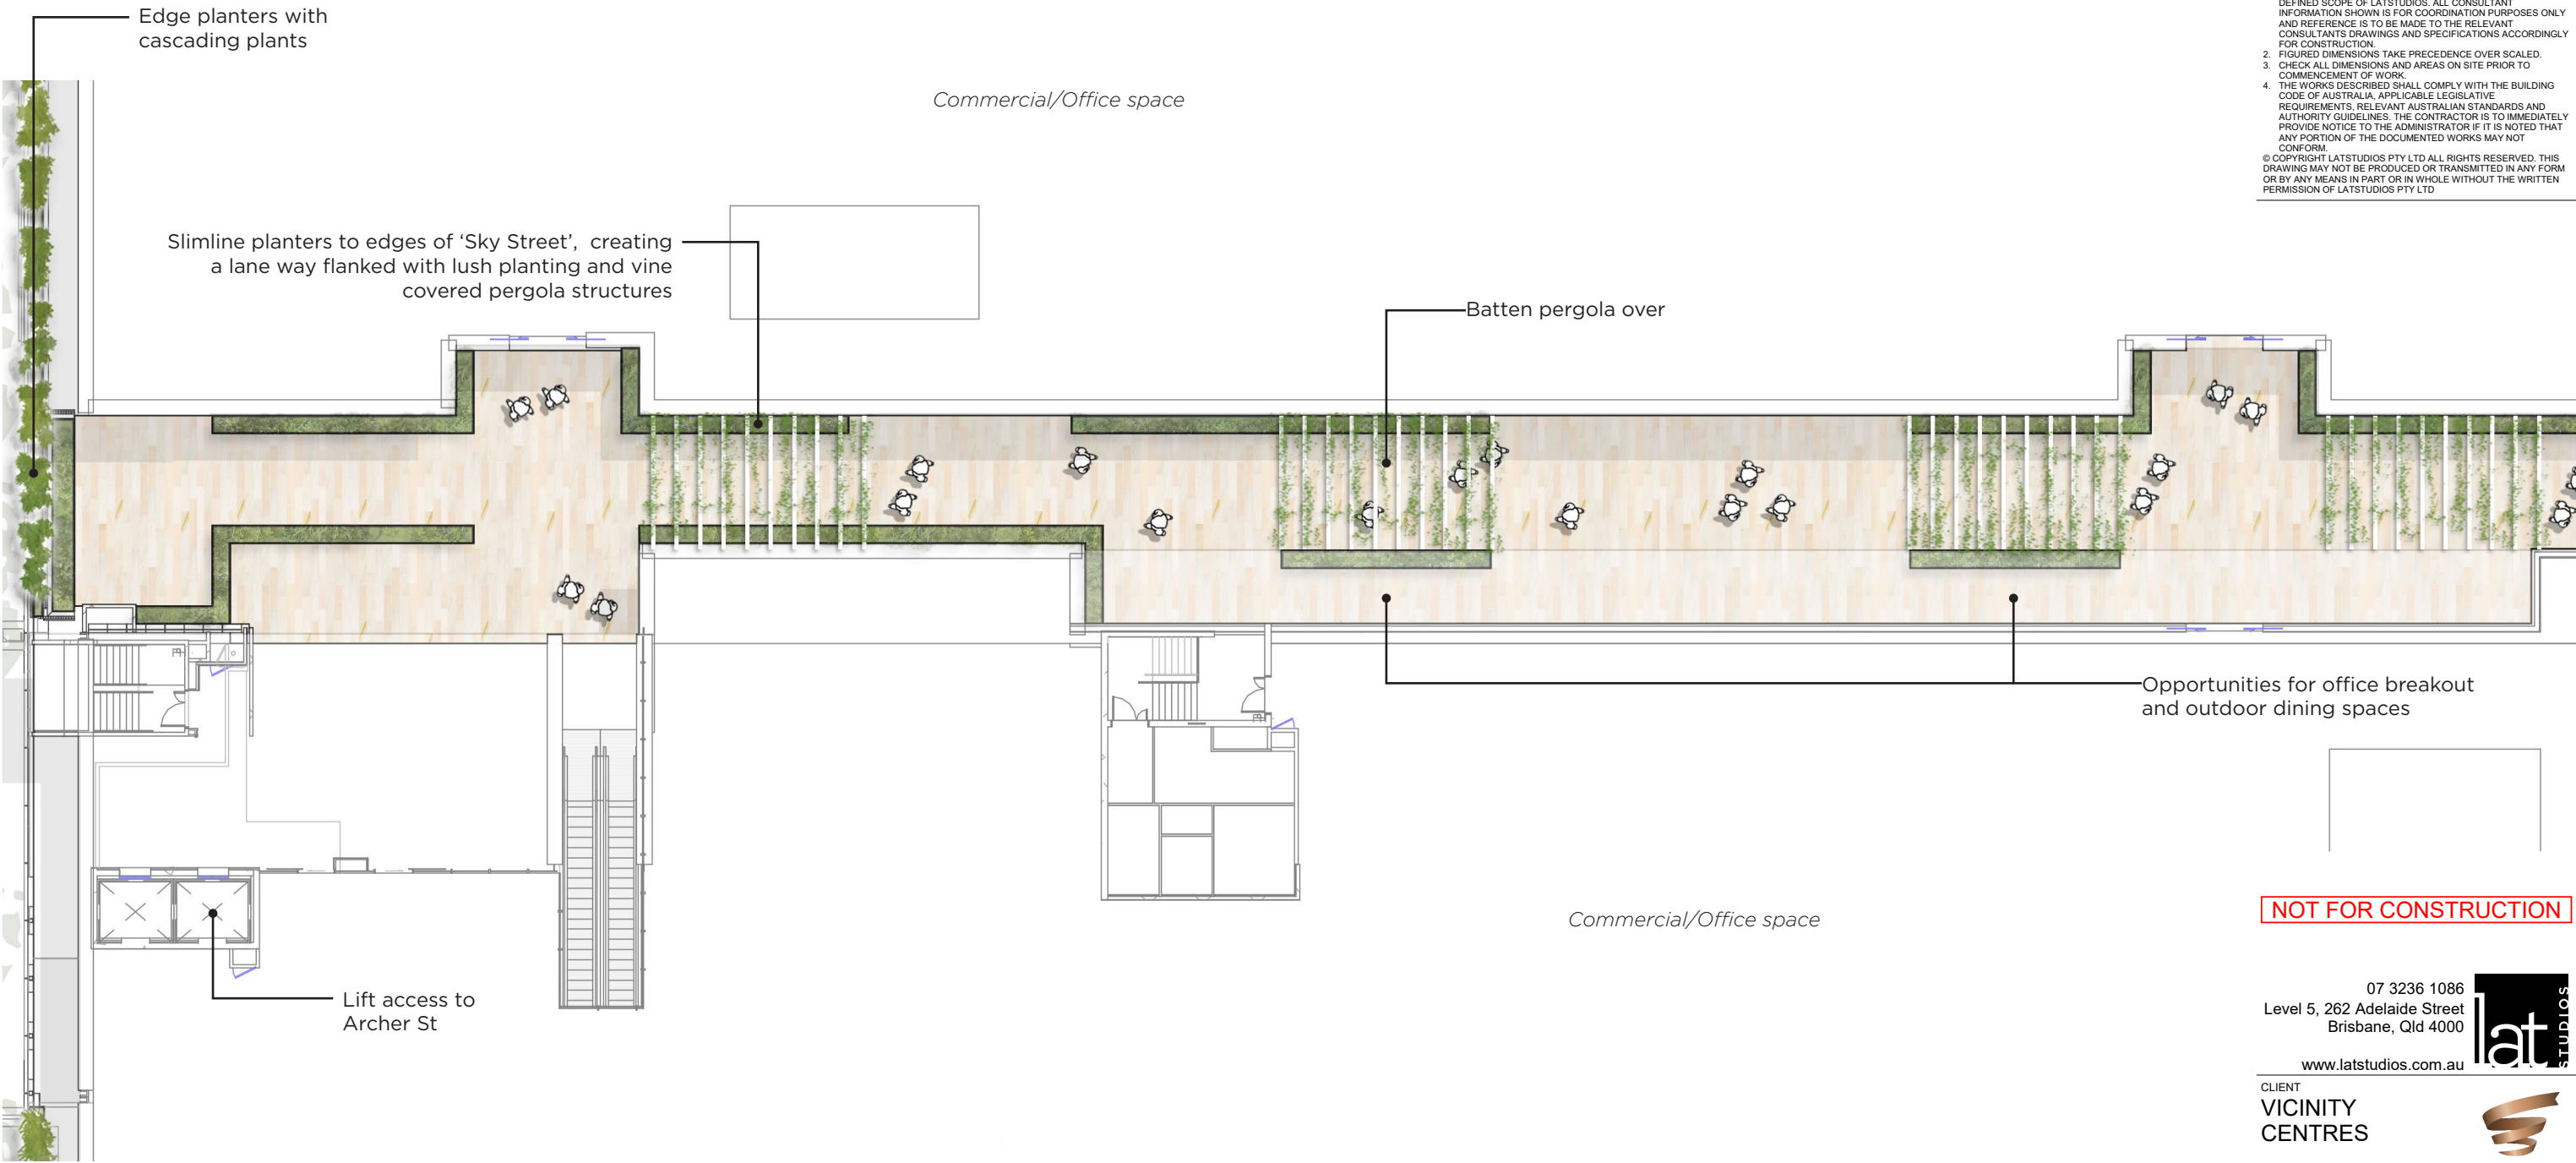 Edge planters with
cascading plants
DEFINED SCOPE OF LATSTUDIOS. ALL CONSULTANT
INFORMATION SHOWN IS FOR COORDINATION PURPOSES ONLY
AND REFERENCE IS TO BE MADE TO THE RELEVANT
CONSULTANTS DRAWINGS AND SPECIFICATIONS ACCORDINGLY
FOR CONSTRUCTION.
2. FIGURED DIMENSIONS TAKE PRECEDENCE OVER SCALED.
3. CHECK ALL DIMENSIONS AND AREAS ON SITE PRIOR TO
COMMENCEMENT OF WORK.
4. THE WORKS DESCRIBED SHALL COMPLY WITH THE BUILDING
CODE OF AUSTRALIA, APPLICABLE LEGISLATIVE
REQUIREMENTS, RELEVANT AUSTRALIAN STANDARDS AND
AUTHORITY GUIDELINES. THE CONTRACTOR IS TO IMMEDIATELY
PROVIDE NOTICE TO THE ADMINISTRATOR IF IT IS NOTED THAT
ANY PORTION OF THE DOCUMENTED WORKS MAY NOT
CONFORM.
© COPYRIGHT LATSTUDIOS PTY LTD ALL RIGHTS RESERVED. THIS
DRAWING MAY NOT BE PRODUCED OR TRANSMITTED IN ANY FORM
OR BY ANY MEANS IN PART OR IN WHOLE WITHOUT THE WRITTEN
PERMISSION OF LATSTUDIOS PTY LTD
Commercial/Office space
Slimline planters to edges of ‘Sky Street’, creating
a lane way flanked with lush planting and vine
covered pergola structures
Batten pergola over
Opportunities for office breakout
and outdoor dining spaces
Commercial/Office space
NOT FOR CONSTRUCTION
Lift access to
Archer St
07 3236 1086
Level 5, 262 Adelaide Street
Brisbane, Qld 4000
www.latstudios.com.au
lat
STUDIOS
CLIENT
VICINITY
CENTRES